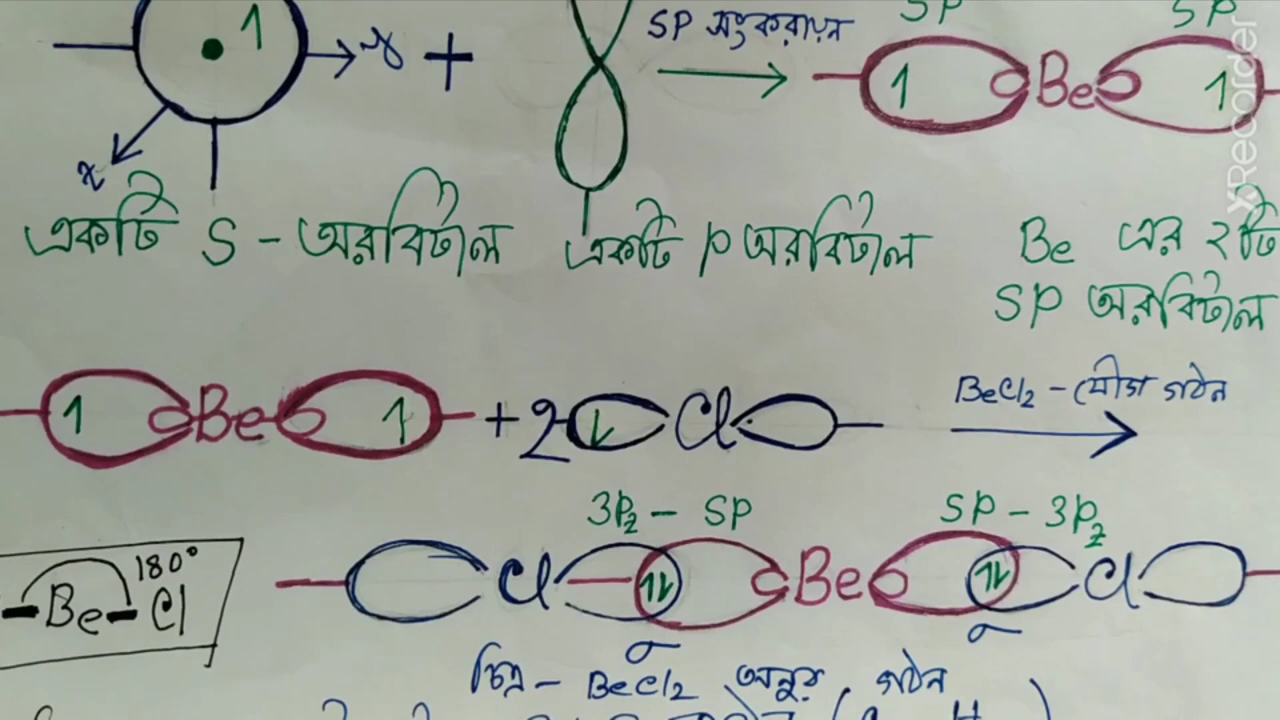 SP SP
1 x + SP সংকরায়ন 1 Be 1
x
একটি S - অরবিটাল একটি p অরবিটাল Be এর ২টি
SP অরবিটাল
BeCl2 - যৌগ গঠন
1 Be 1 + 2 Cl
3Pz - SP SP - 3Pz
180°
- Be - Cl Cl Be Cl
σ σ
চিত্র - BeCl2 অনুর গঠন
XRecorder